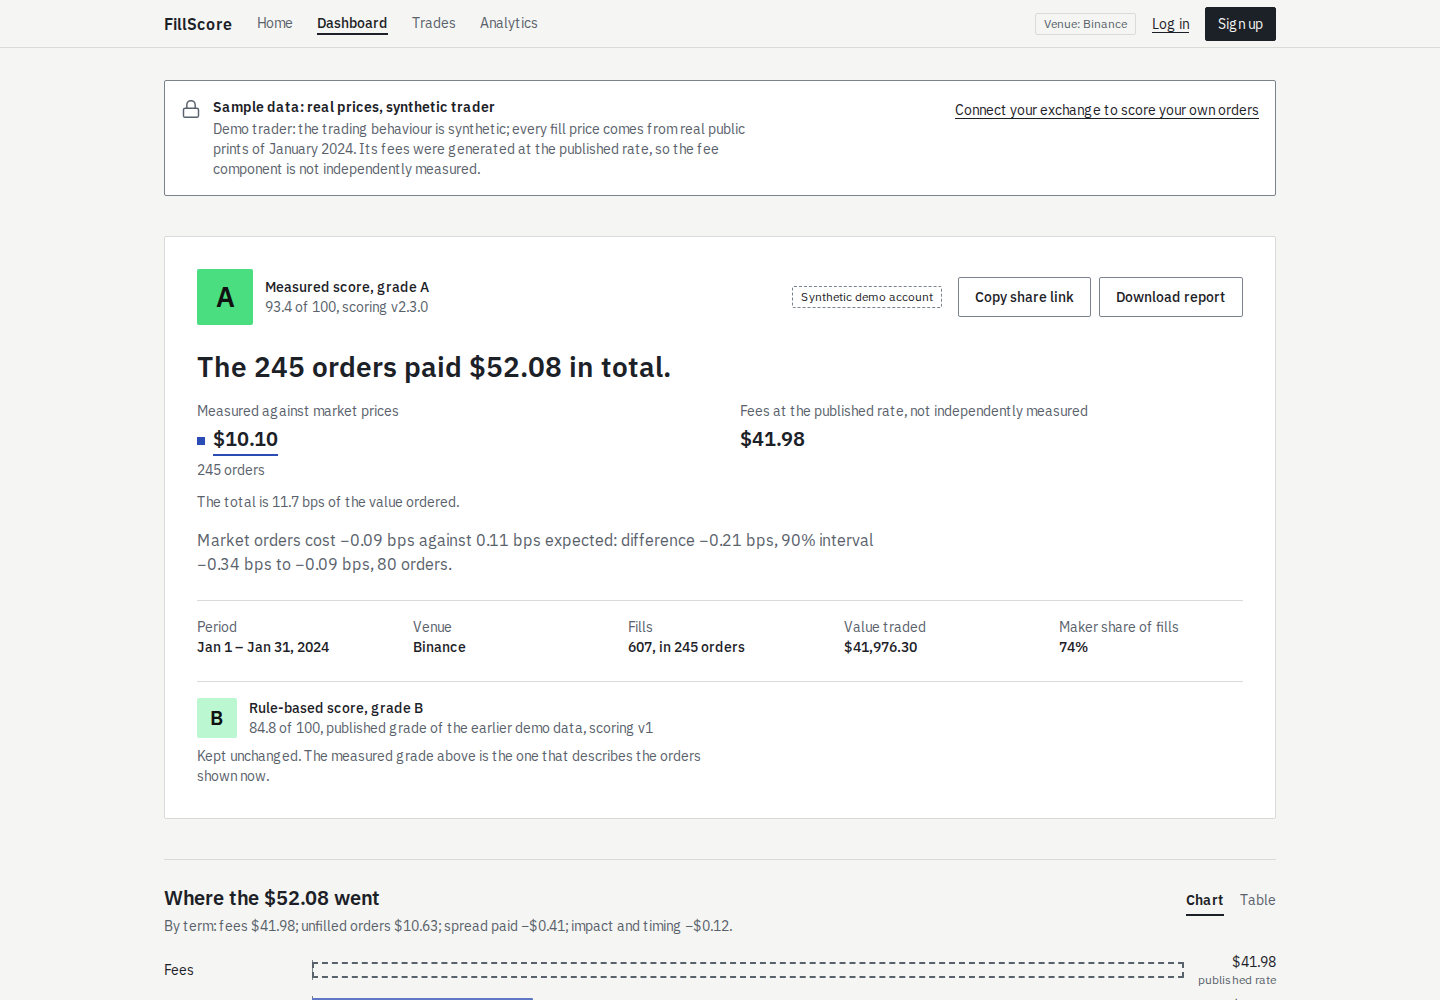 FillScore Home Dashboard Trades Analytics Venue: Binance Log in Sign up
Sample data: real prices, synthetic trader
Connect your exchange to score your own orders
Demo trader: the trading behaviour is synthetic; every fill price comes from real public
prints of January 2024. Its fees were generated at the published rate, so the fee
component is not independently measured.
A
Measured score, grade A
93.4 of 100, scoring v2.3.0
Synthetic demo account
Copy share link
Download report
The 245 orders paid $52.08 in total.
Measured against market prices
$10.10
245 orders
Fees at the published rate, not independently measured
$41.98
The total is 11.7 bps of the value ordered.
Market orders cost −0.09 bps against 0.11 bps expected: difference −0.21 bps, 90% interval
−0.34 bps to −0.09 bps, 80 orders.
Period
Jan 1 – Jan 31, 2024
Venue
Binance
Fills
607, in 245 orders
Value traded
$41,976.30
Maker share of fills
74%
B
Rule-based score, grade B
84.8 of 100, published grade of the earlier demo data, scoring v1
Kept unchanged. The measured grade above is the one that describes the orders
shown now.
Where the $52.08 went
Chart Table
By term: fees $41.98; unfilled orders $10.63; spread paid −$0.41; impact and timing −$0.12.
Fees
$41.98
published rate